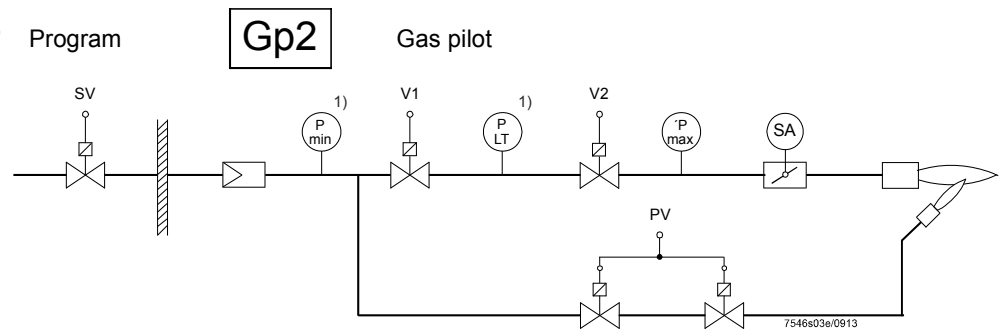 Program Gp2 Gas pilot
SV 1) V1 1) V2
P min P LT 'P max SA
PV
7546s03e/0913